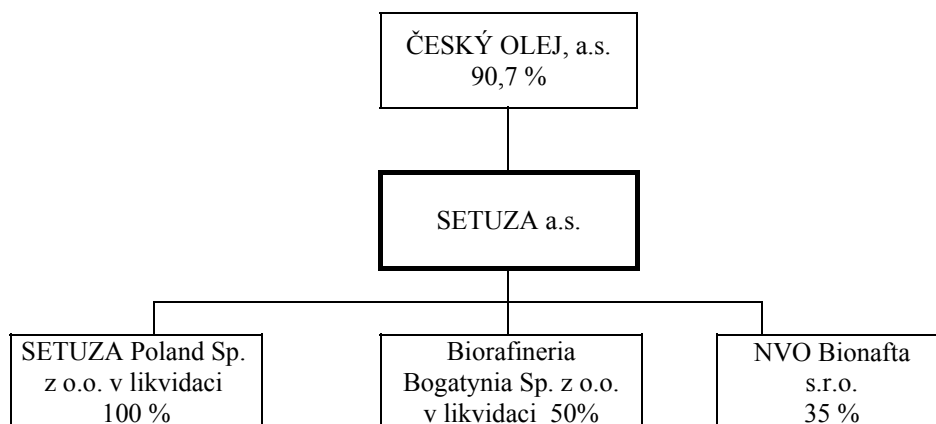 ČESKÝ OLEJ, a.s.
90,7 %
SETUZA a.s.
SETUZA Poland Sp.
z o.o. v likvidaci
100 %
Biorafineria
Bogatynia Sp. z o.o.
v likvidaci 50%
NVO Bionafta
s.r.o.
35 %